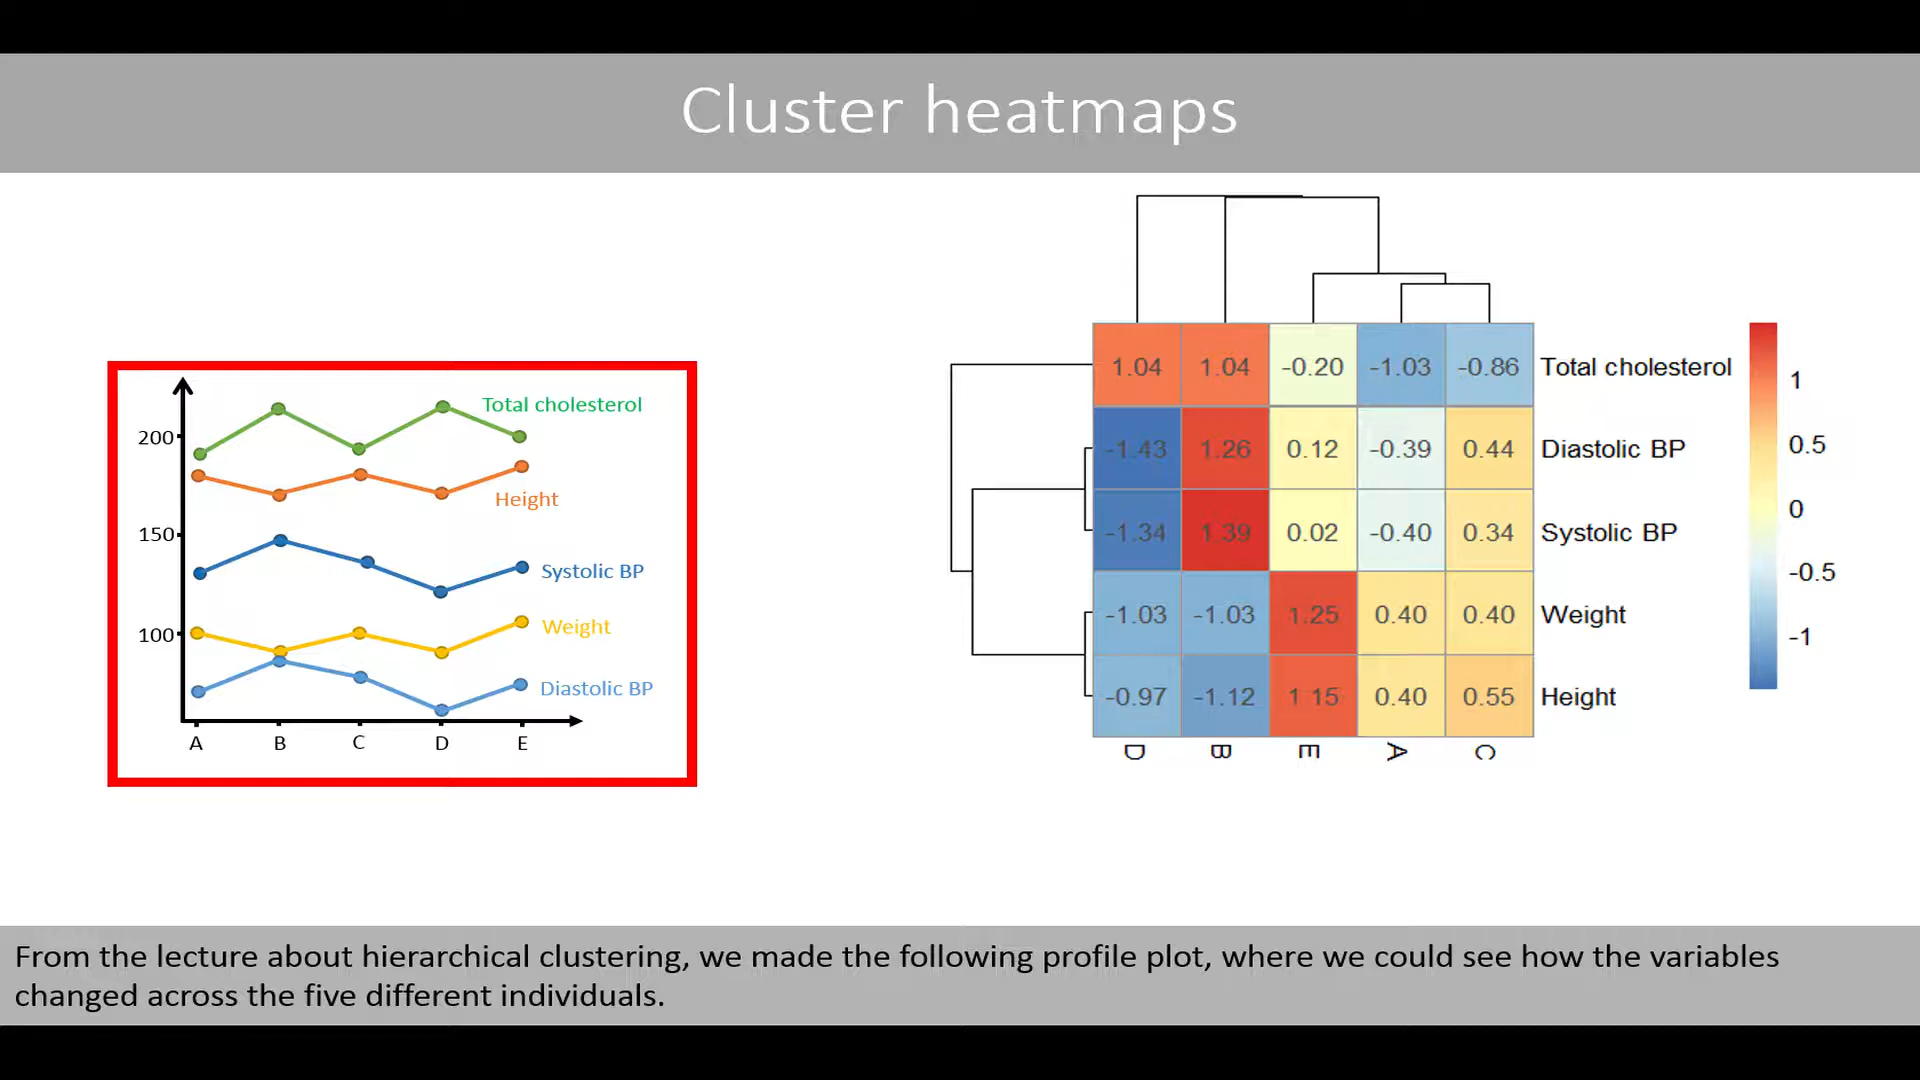 Cluster heatmaps
200
150
100
Total cholesterol
Height
Systolic BP
Weight
Diastolic BP
A B C D E
1.04 1.04 -0.20 -1.03 -0.86 Total cholesterol
-1.43 1.26 0.12 -0.39 0.44 Diastolic BP
-1.34 1.39 0.02 -0.40 0.34 Systolic BP
-1.03 -1.03 1.25 0.40 0.40 Weight
-0.97 -1.12 1.15 0.40 0.55 Height
D B E A C
1
0.5
0
-0.5
-1
From the lecture about hierarchical clustering, we made the following profile plot, where we could see how the variables
changed across the five different individuals.